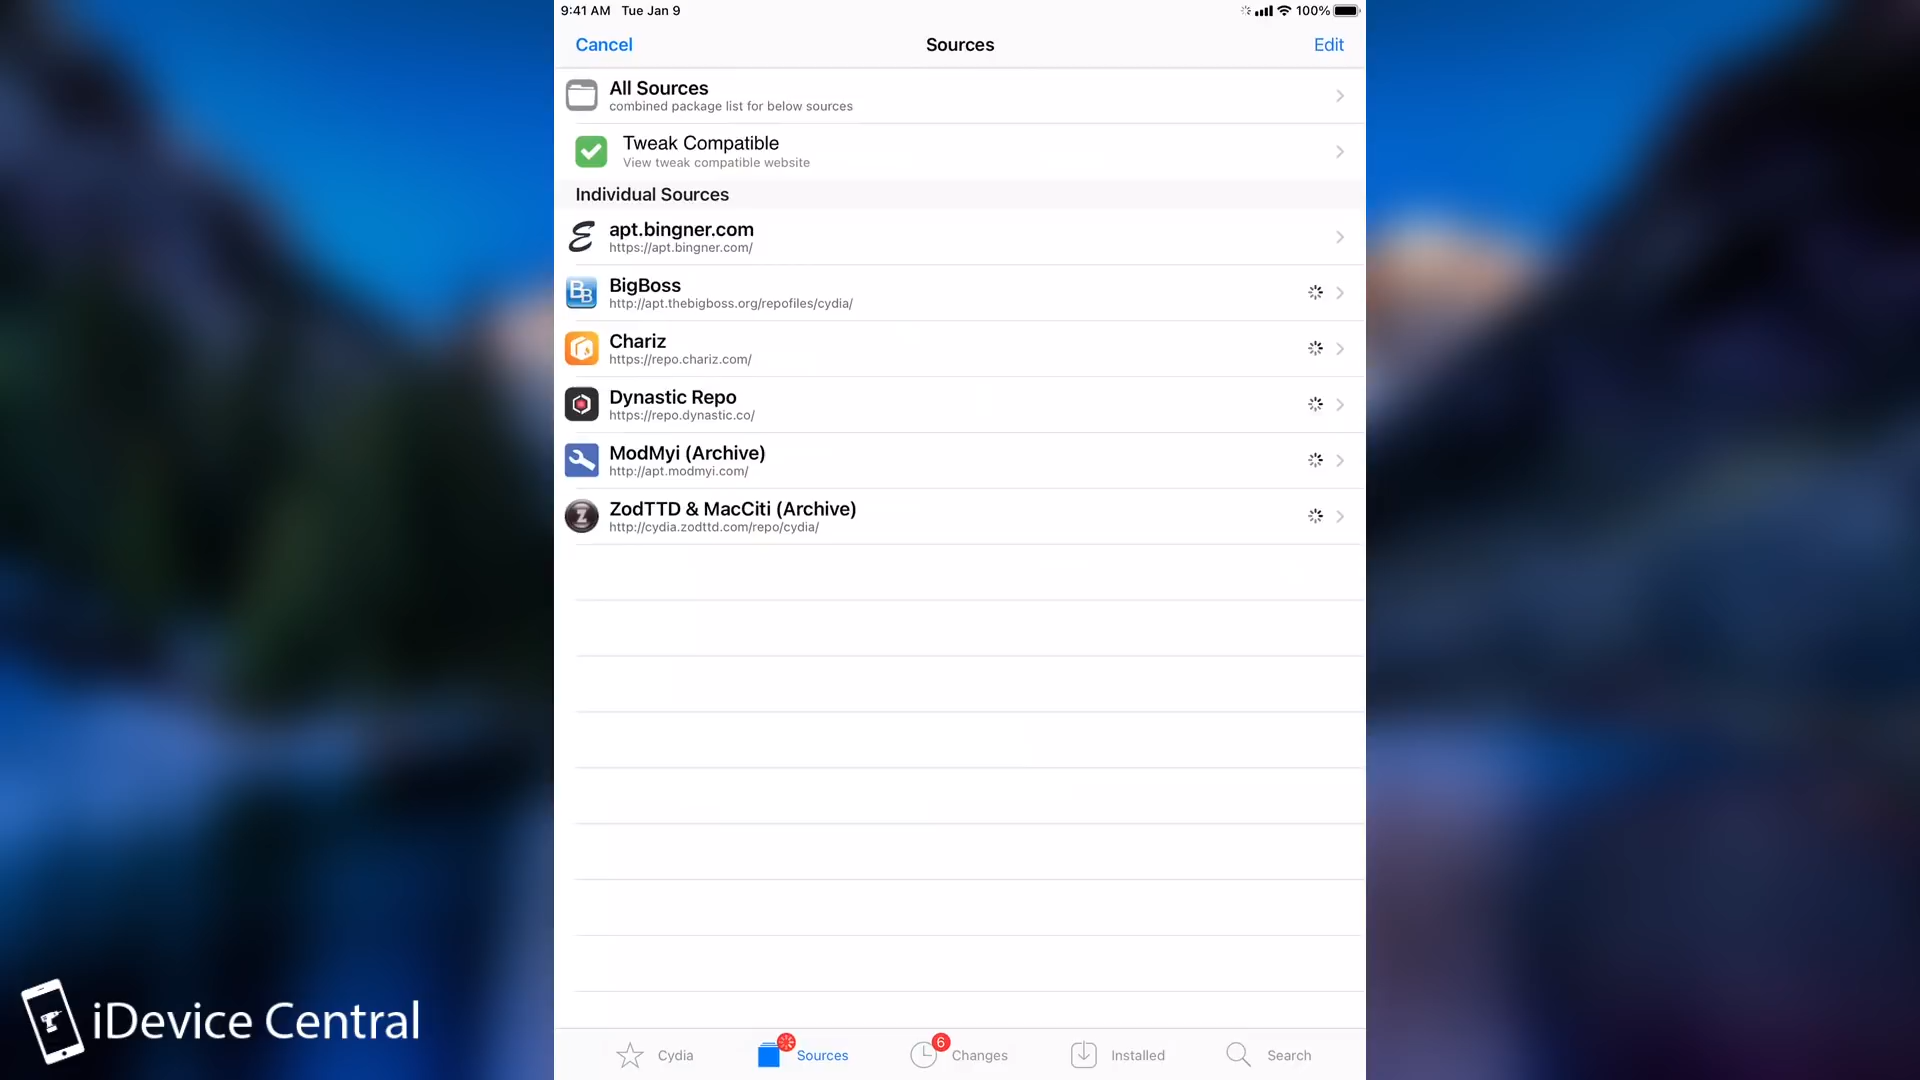 9:41 AM Tue Jan 9 100%
Cancel Sources Edit
All Sources
combined package list for below sources
Tweak Compatible
View tweak compatible website
Individual Sources
apt.bingner.com
https://apt.bingner.com/
BigBoss
http://apt.thebigboss.org/repofiles/cydia/
Chariz
https://repo.chariz.com/
Dynastic Repo
https://repo.dynastic.co/
ModMyi (Archive)
http://apt.modmyi.com/
ZodTTD & MacCiti (Archive)
http://cydia.zodttd.com/repo/cydia/
Cydia Sources 6 Changes Installed Search
iDevice Central